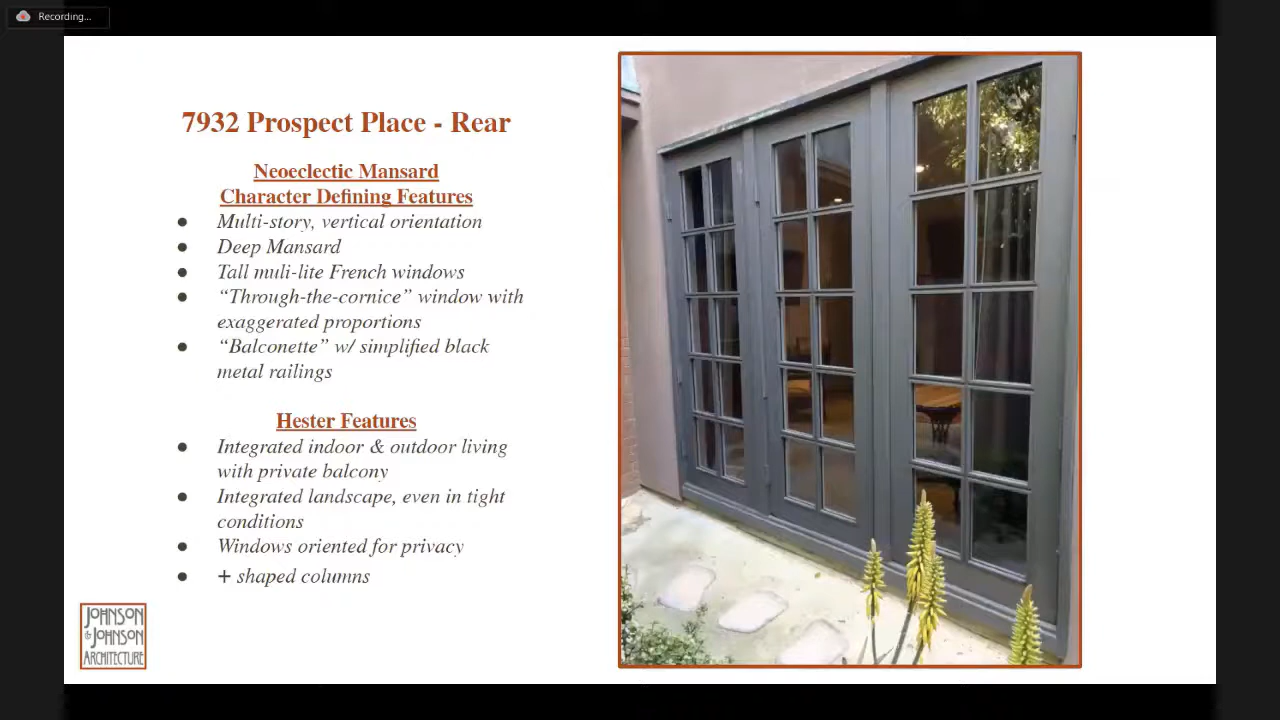 Recording...
7932 Prospect Place - Rear
Neoeclectic Mansard
Character Defining Features
● Multi-story, vertical orientation
● Deep Mansard
● Tall muli-lite French windows
● “Through-the-cornice” window with
exaggerated proportions
● “Balconette” w/ simplified black
metal railings
Hester Features
● Integrated indoor & outdoor living
with private balcony
● Integrated landscape, even in tight
conditions
● Windows oriented for privacy
● + shaped columns
JOHNSON
& JOHNSON
ARCHITECTURE